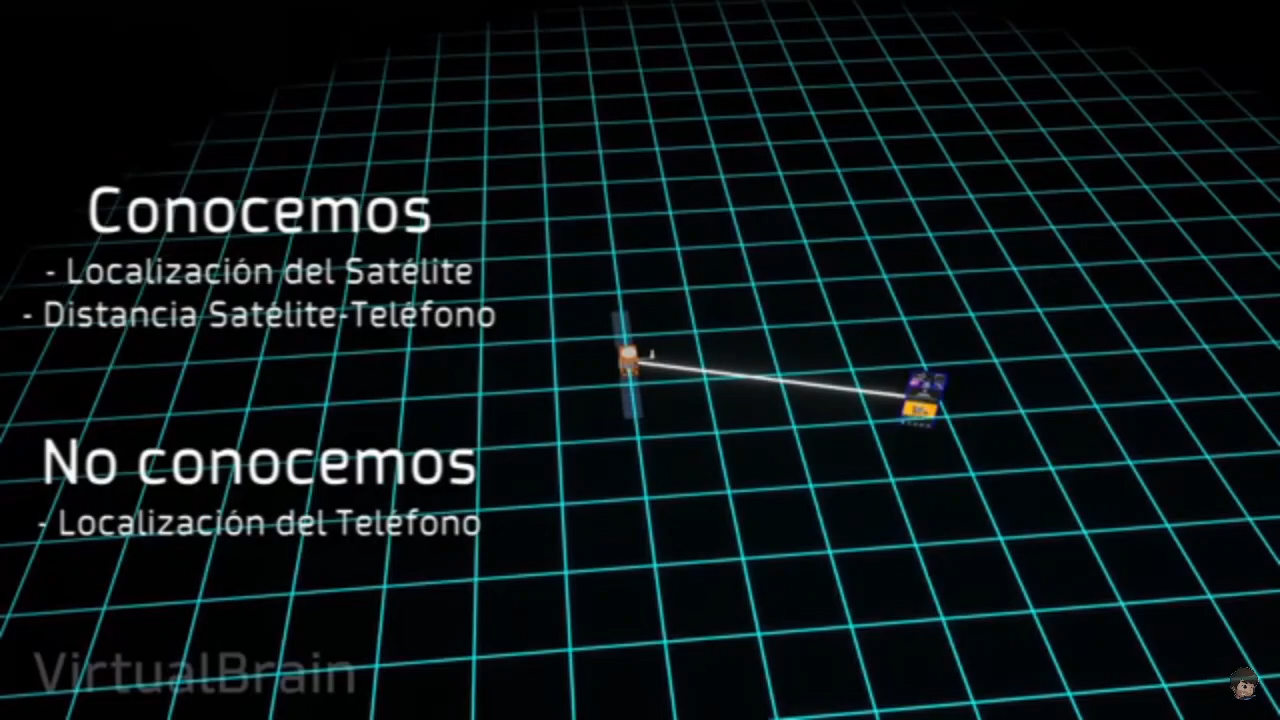 Conocemos
- Localización del Satélite
- Distancia Satélite-Teléfono
No conocemos
- Localización del Teléfono
VirtualBrain